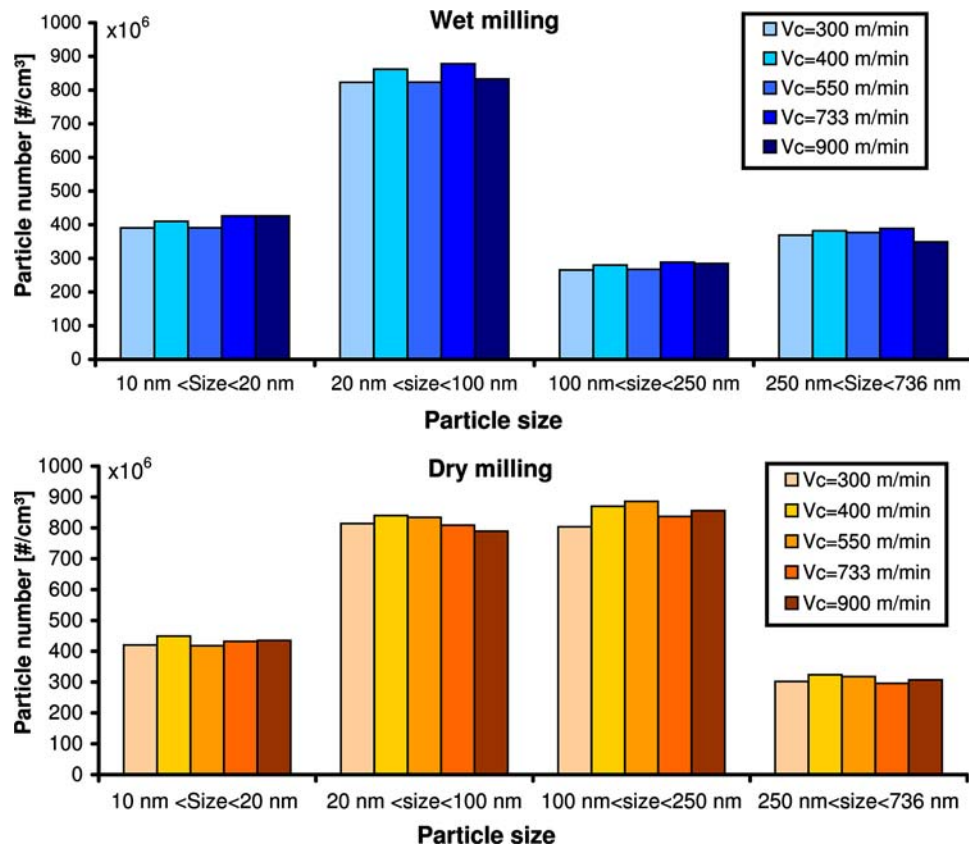 Wet milling
x10⁶
Particle number [#/cm³]
1000
900
800
700
600
500
400
300
200
100
0
Vc=300 m/min
Vc=400 m/min
Vc=550 m/min
Vc=733 m/min
Vc=900 m/min
10 nm <Size<20 nm
20 nm <size<100 nm
100 nm<size<250 nm
250 nm<Size<736 nm
Particle size
Dry milling
x10⁶
Particle number [#/cm³]
1000
900
800
700
600
500
400
300
200
100
0
Vc=300 m/min
Vc=400 m/min
Vc=550 m/min
Vc=733 m/min
Vc=900 m/min
10 nm <Size<20 nm
20 nm <size<100 nm
100 nm<size<250 nm
250 nm<size<736 nm
Particle size